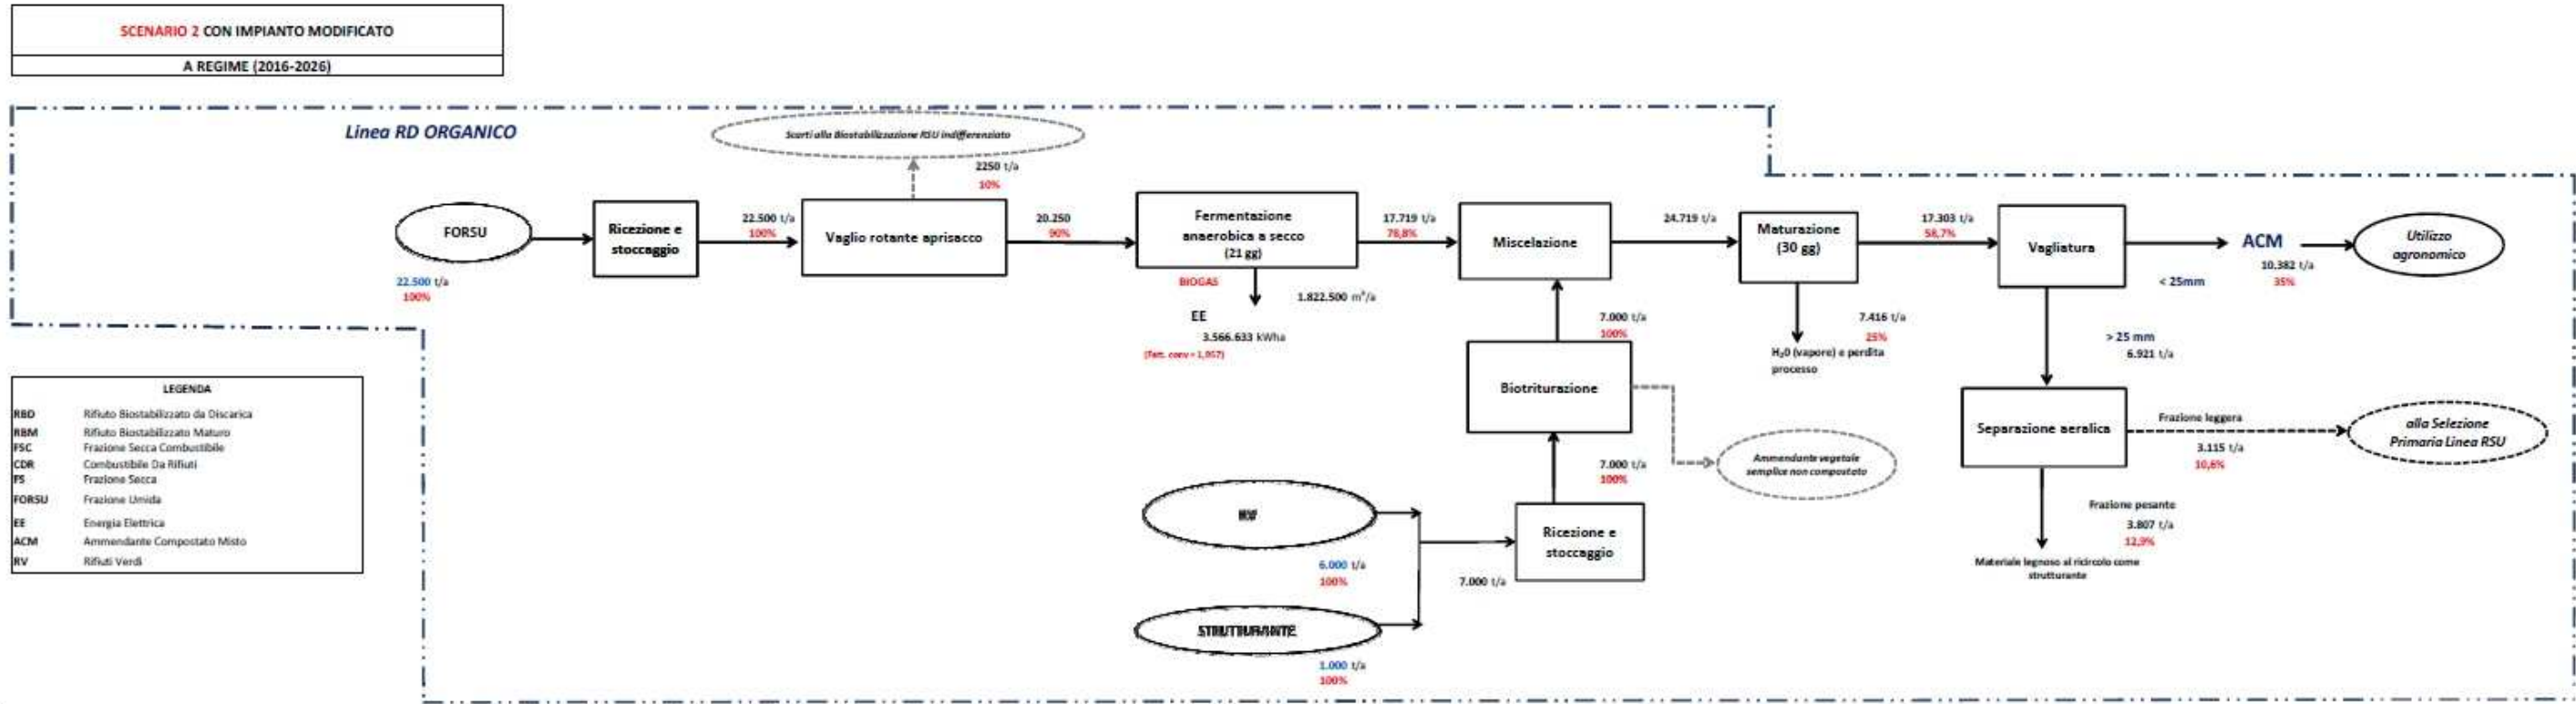 SCENARIO 2 CON IMPIANTO MODIFICATO
A REGIME (2016-2026)
Linea RD ORGANICO
Scarti alla Biostabilizzazione RSU indifferenziato
2250 t/a
10%
FORSU
22.500 t/a
100%
Ricezione e
stoccaggio
22.500 t/a
100%
Vaglio rotante aprisacco
20.250
90%
Fermentazione
anaerobica a secco
(21 gg)
BIOGAS
1.822.500 m³/a
EE
3.566.633 kWha
(Fatt. conv = 1,957)
17.719 t/a
78,8%
Miscelazione
24.719 t/a
Maturazione
(30 gg)
7.416 t/a
25%
H₂0 (vapore) e perdita
processo
17.303 t/a
58,7%
Vagliatura
< 25mm
ACM
10.382 t/a
35%
Utilizzo
agronomico
> 25 mm
6.921 t/a
Separazione aeralica
Frazione leggera
3.115 t/a
10,6%
alla Selezione
Primaria Linea RSU
Frazione pesante
3.807 t/a
12,9%
Materiale legnoso al ricircolo come
strutturante
7.000 t/a
100%
Biotriturazione
Ammendante vegetale
semplice non compostato
7.000 t/a
100%
Ricezione e
stoccaggio
7.000 t/a
RV
6.000 t/a
100%
STRUTTURANTE
1.000 t/a
100%
LEGENDA
RBD Rifiuto Biostabilizzato da Discarica
RBM Rifiuto Biostabilizzato Maturo
FSC Frazione Secca Combustibile
CDR Combustibile Da Rifiuti
FS Frazione Secca
FORSU Frazione Umida
EE Energia Elettrica
ACM Ammendante Compostato Misto
RV Rifiuti Verdi